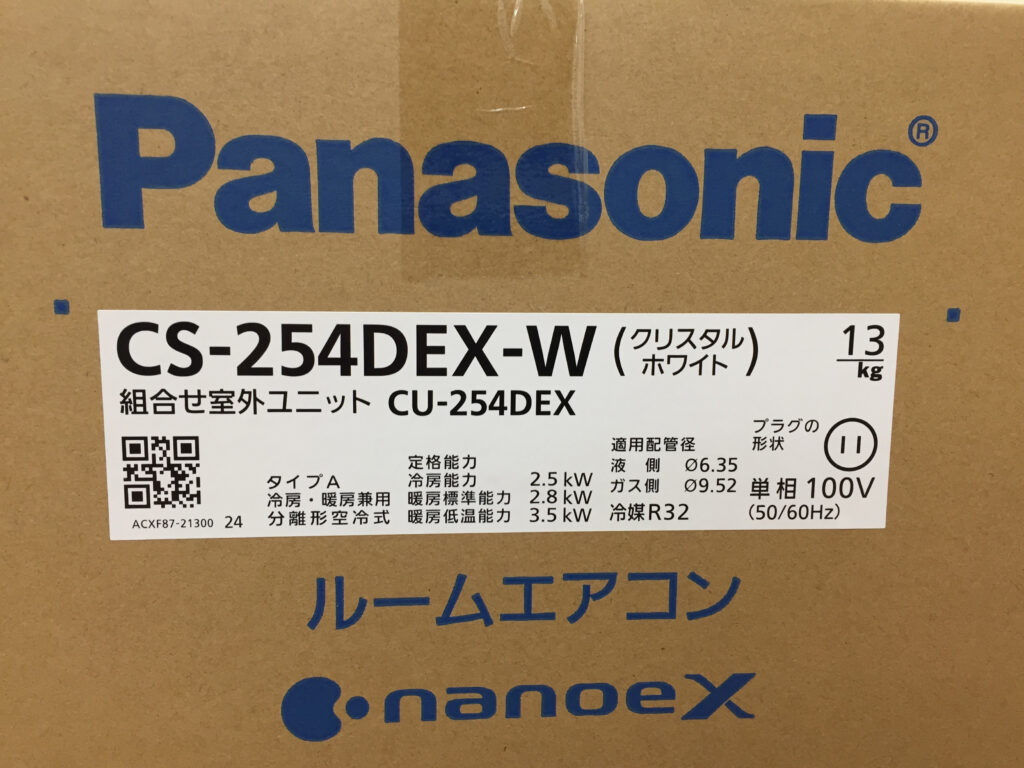 Panasonic®
CS-254DEX-W (クリスタルホワイト) 13kg
組合せ室外ユニット CU-254DEX
タイプA
冷房・暖房兼用
分離形空冷式
定格能力
冷房能力 2.5 kW
暖房標準能力 2.8 kW
暖房低温能力 3.5 kW
適用配管径
液 側 Ø6.35
ガス側 Ø9.52
冷媒R32
プラグの
形状
単相100V
(50/60Hz)
ACXF87-21300 24
ルームエアコン
nanoeX